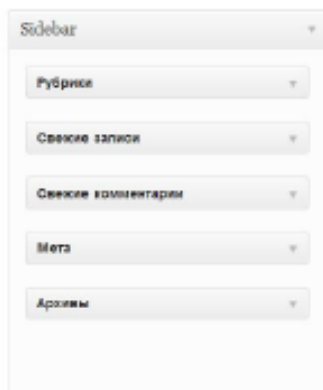 Sidebar
Рубрики
Свежие записи
Свежие комментарии
Мета
Архивы